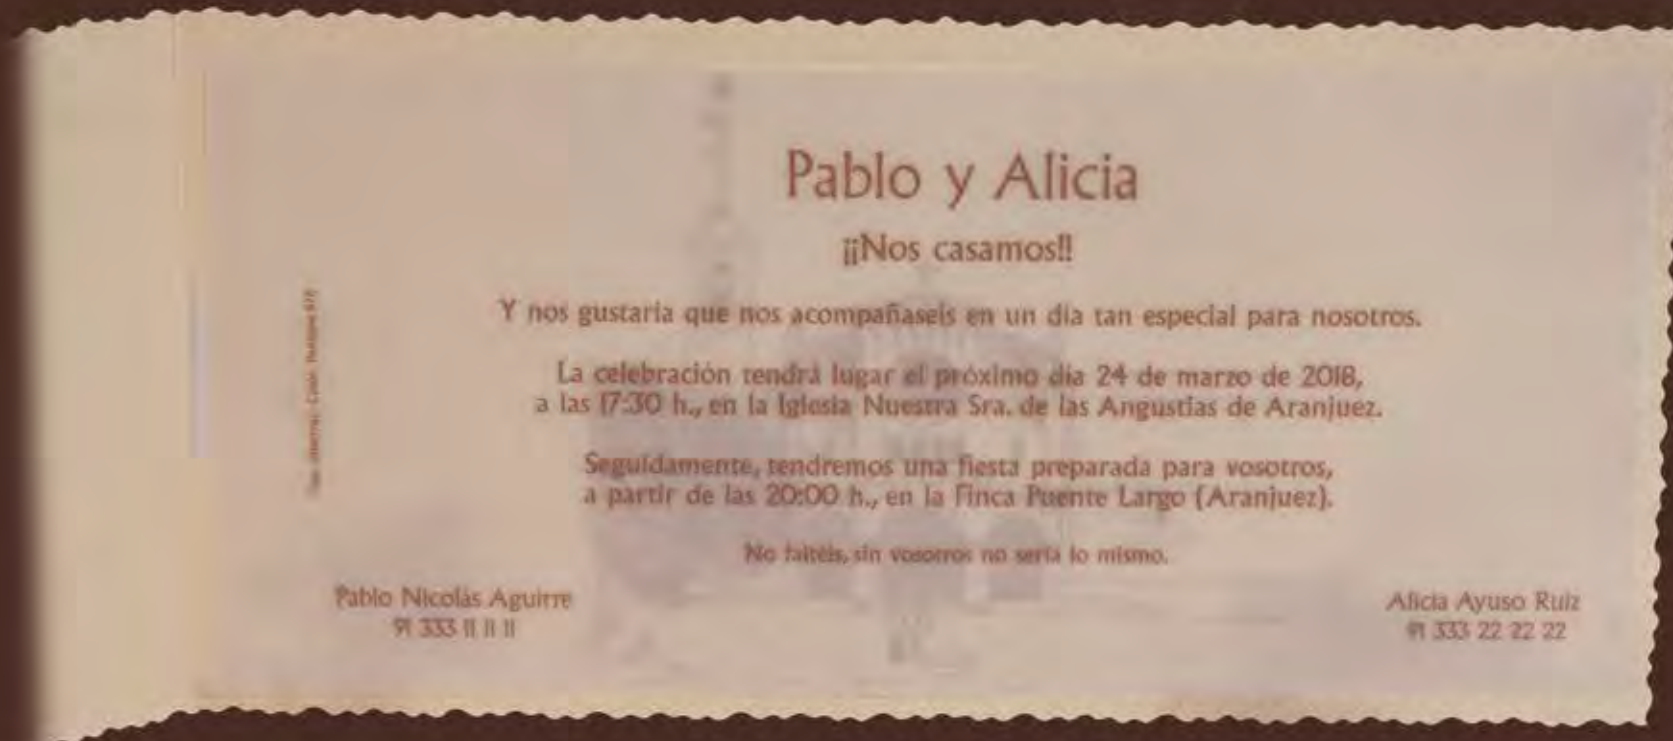 Pablo y Alicia
¡¡Nos casamos!!
Y nos gustaría que nos acompañaseis en un día tan especial para nosotros.
La celebración tendrá lugar el próximo día 24 de marzo de 2018,
a las 17:30 h., en la Iglesia Nuestra Sra. de las Angustias de Aranjuez.
Seguidamente, tendremos una fiesta preparada para vosotros,
a partir de las 20:00 h., en la Finca Puente Largo (Aranjuez).
No faltéis, sin vosotros no sería lo mismo.
Pablo Nicolás Aguirre
91 333 11 11 11
Alicia Ayuso Ruiz
91 333 22 22 22